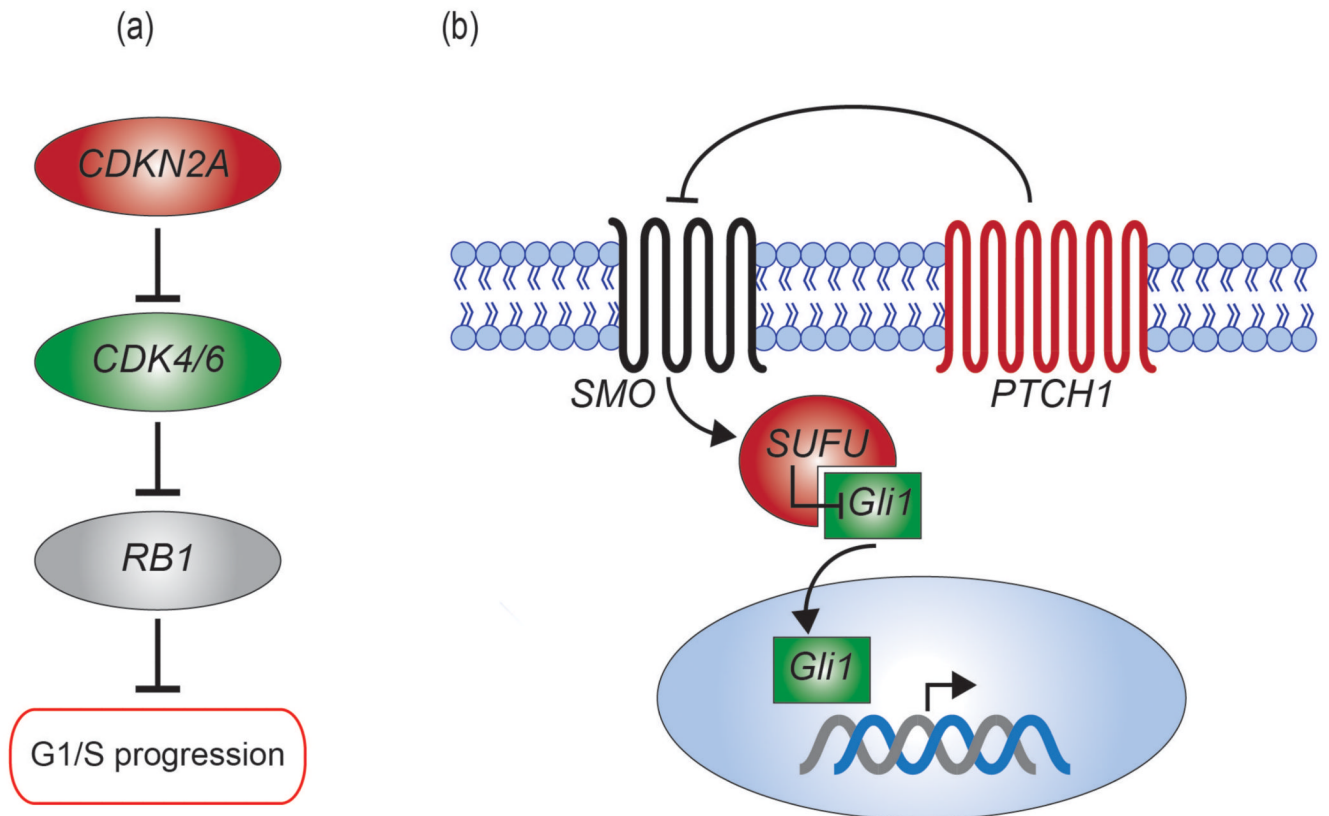 (a)
(b)
CDKN2A
CDK4/6
RB1
G1/S progression
SMO
PTCH1
SUFU
Gli1
Gli1